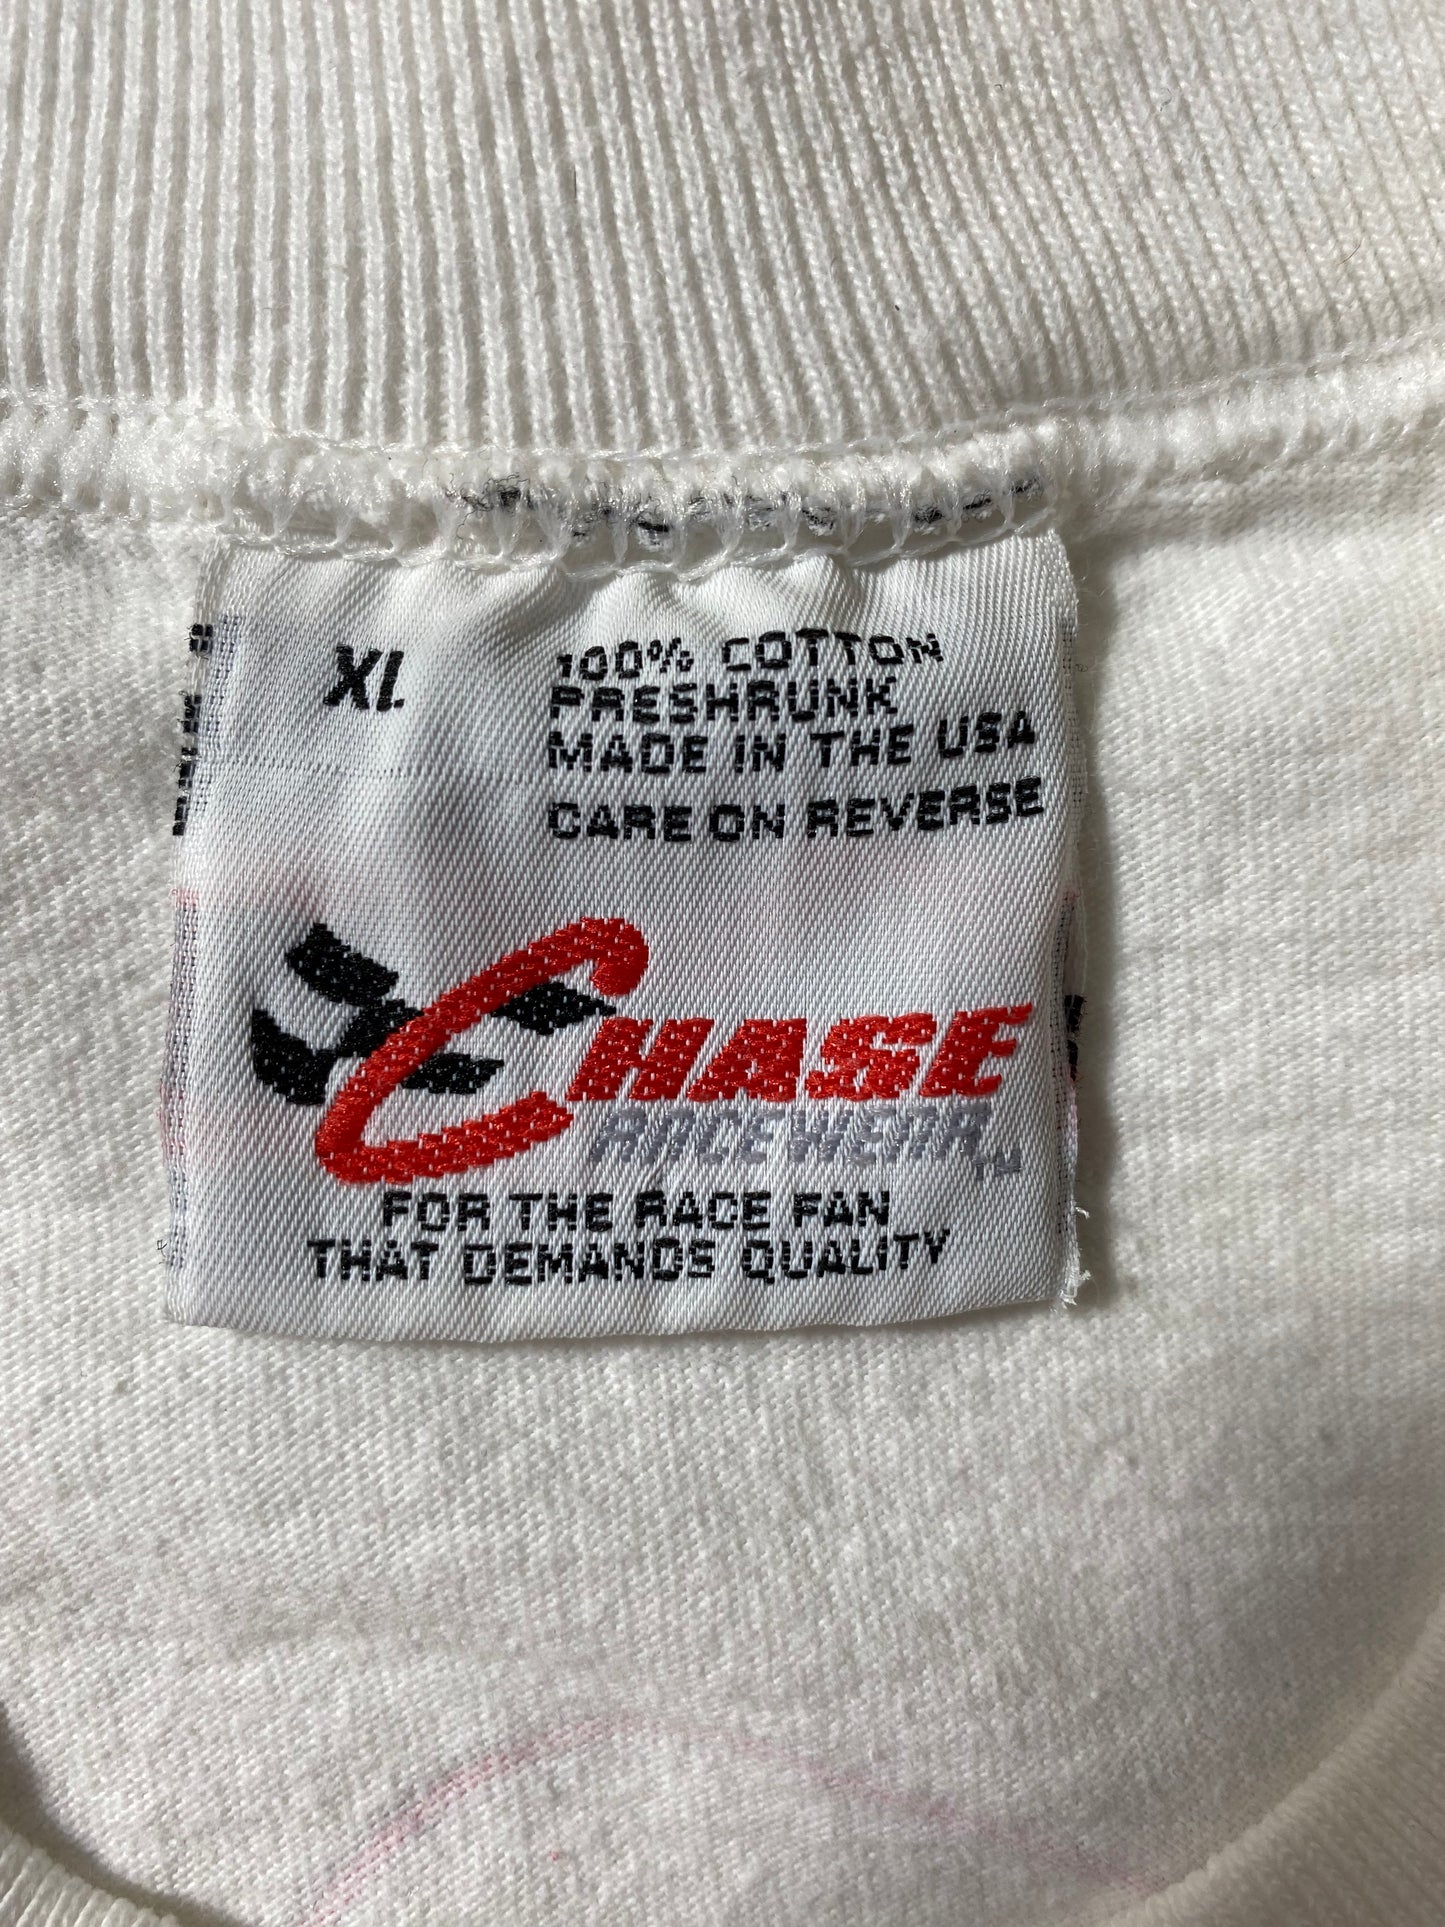 XL
100% COTTON
PRESHRUNK
MADE IN THE USA
CARE ON REVERSE
CHASE
RACEWEAR™
FOR THE RACE FAN
THAT DEMANDS QUALITY